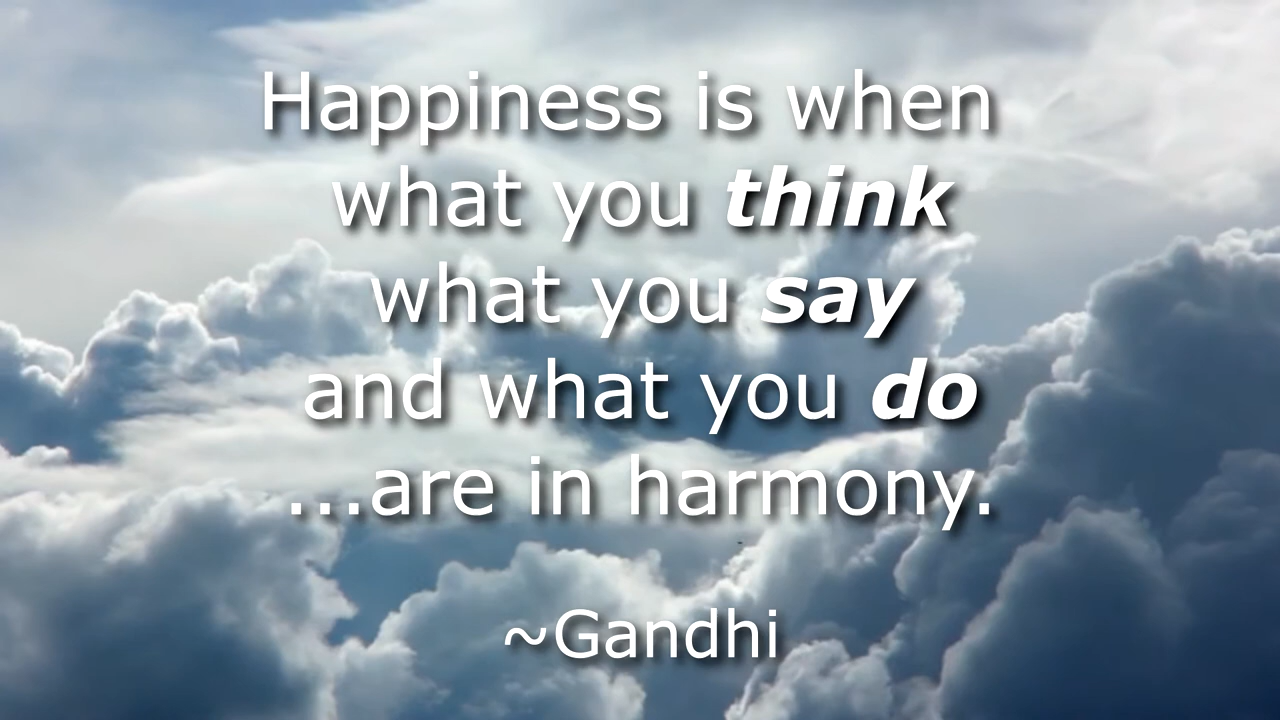 Happiness is when
what you think
what you say
and what you do
...are in harmony.
~Gandhi